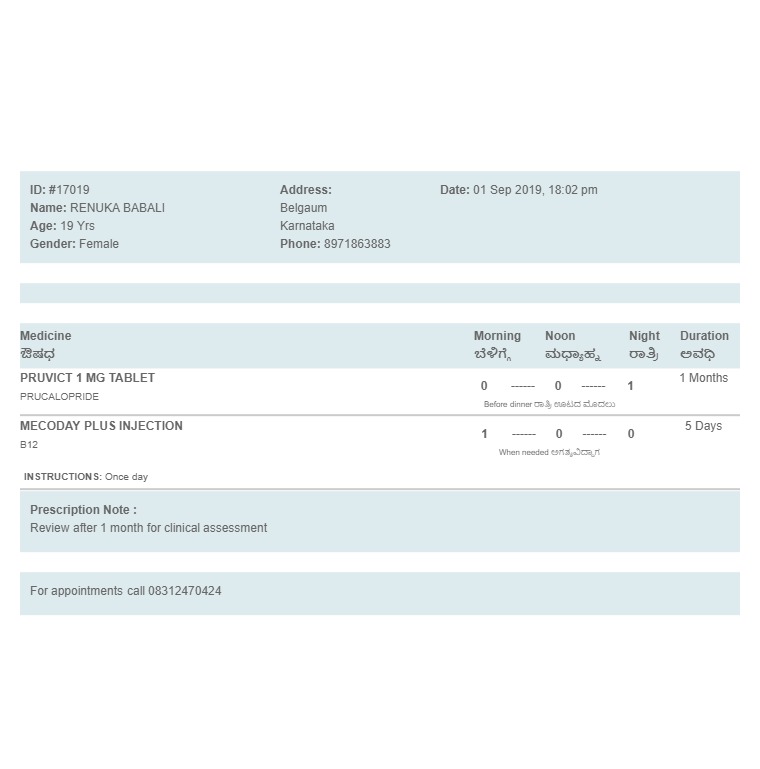 ID: #17019
Name: RENUKA BABALI
Age: 19 Yrs
Gender: Female
Address:
Belgaum
Karnataka
Phone: 8971863883
Date: 01 Sep 2019, 18:02 pm
Medicine Morning Noon Night Duration
ಔಷಧ ಬೆಳಿಗ್ಗೆ ಮಧ್ಯಾಹ್ನ ರಾತ್ರಿ ಅವಧಿ
PRUVICT 1 MG TABLET 0 ------ 0 ------ 1 1 Months
PRUCALOPRIDE Before dinner ರಾತ್ರಿ ಊಟದ ಮೊದಲು
MECODAY PLUS INJECTION 1 ------ 0 ------ 0 5 Days
B12 When needed ಅಗತ್ಯವಿದ್ದಾಗ
INSTRUCTIONS: Once day
Prescription Note :
Review after 1 month for clinical assessment
For appointments call 08312470424